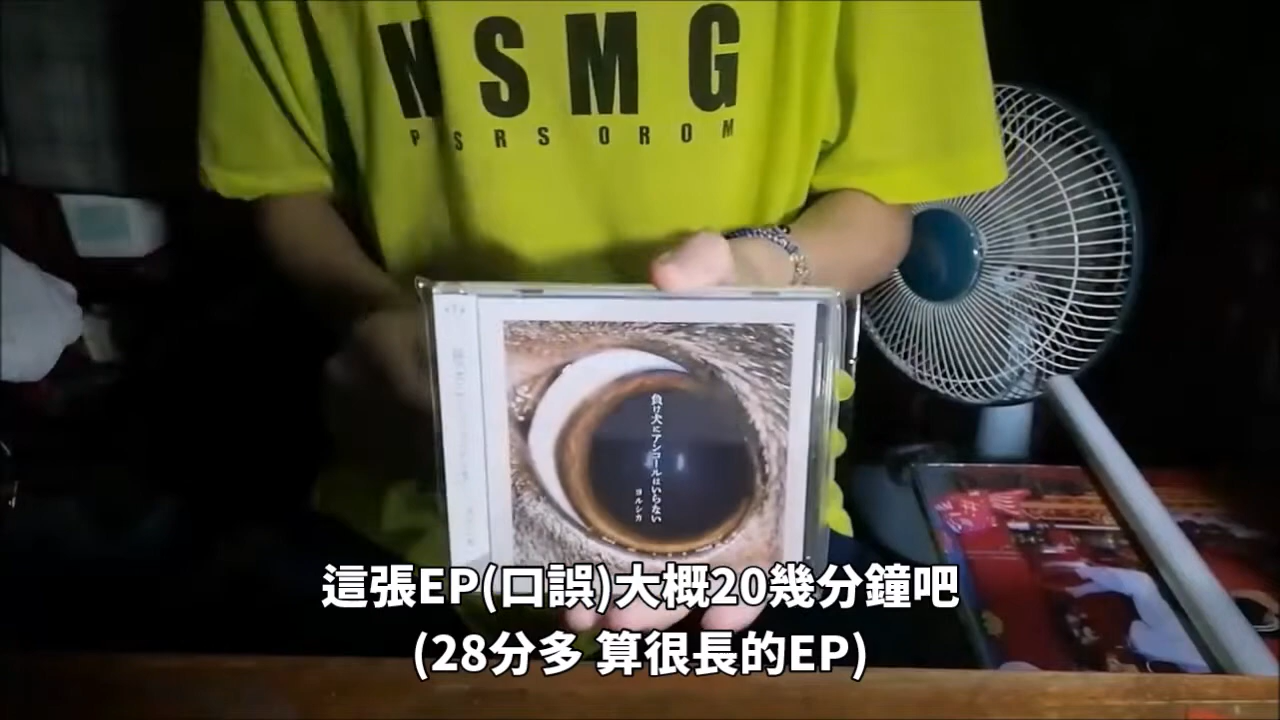 NSMG
PSRSOROM
負け犬にアンコールはいらない
ヨルシカ
這張EP(口誤)大概20幾分鐘吧
(28分多 算很長的EP)